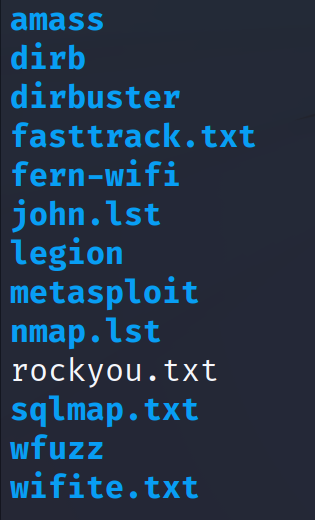 amass
dirb
dirbuster
fasttrack.txt
fern-wifi
john.lst
legion
metasploit
nmap.lst
rockyou.txt
sqlmap.txt
wfuzz
wifite.txt